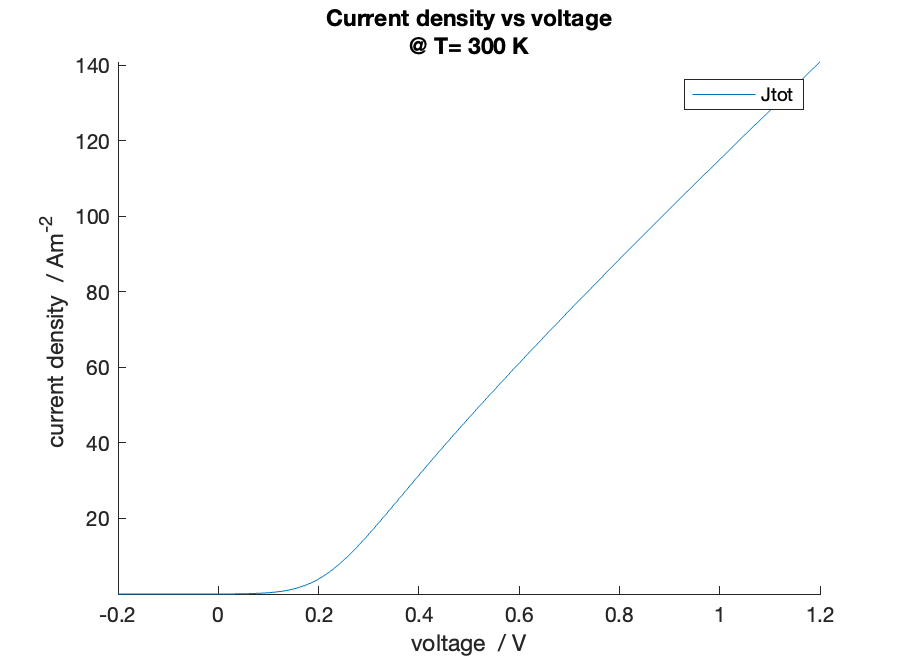 Current density vs voltage
@ T= 300 K
140
Jtot
120
100
80
60
40
20
current density / Am-2
-0.2 0 0.2 0.4 0.6 0.8 1 1.2
voltage / V